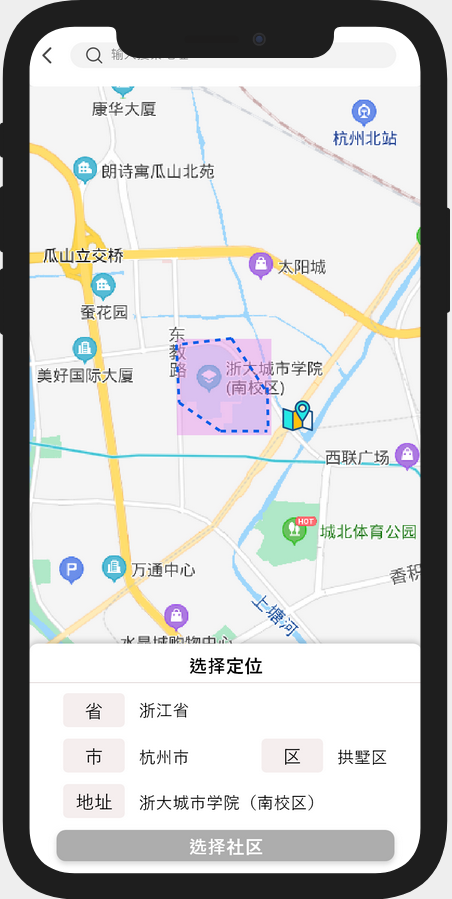 康华大厦
杭州北站
朗诗寓瓜山北苑
瓜山立交桥
太阳城
蚕花园
东教路
美好国际大厦
浙大城市学院
(南校区)
西联广场
HOT
城北体育公园
P
万通中心
香积
上塘河
水晶城购物中心
選择定位
省 浙江省
市 杭州市 区 拱墅区
地址 浙大城市学院（南校区）
选择社区